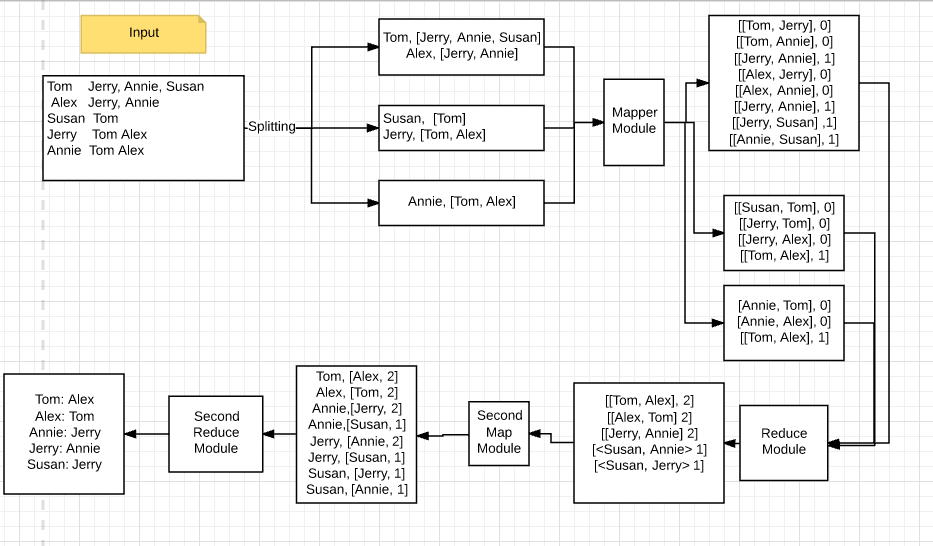 Input
Tom Jerry, Annie, Susan
Alex Jerry, Annie
Susan Tom
Jerry Tom Alex
Annie Tom Alex
Splitting
Tom, [Jerry, Annie, Susan]
Alex, [Jerry, Annie]
Susan, [Tom]
Jerry, [Tom, Alex]
Annie, [Tom, Alex]
Mapper
Module
[[Tom, Jerry], 0]
[[Tom, Annie], 0]
[[Jerry, Annie], 1]
[[Alex, Jerry], 0]
[[Alex, Annie], 0]
[[Jerry, Annie], 1]
[[Jerry, Susan] ,1]
[[Annie, Susan], 1]
[[Susan, Tom], 0]
[[Jerry, Tom], 0]
[[Jerry, Alex], 0]
[[Tom, Alex], 1]
[Annie, Tom], 0]
[Annie, Alex], 0]
[[Tom, Alex], 1]
Reduce
Module
[[Tom, Alex], 2]
[[Alex, Tom] 2]
[[Jerry, Annie] 2]
[<Susan, Annie> 1]
[<Susan, Jerry> 1]
Second
Map
Module
Tom, [Alex, 2]
Alex, [Tom, 2]
Annie,[Jerry, 2]
Annie,[Susan, 1]
Jerry, [Annie, 2]
Jerry, [Susan, 1]
Susan, [Jerry, 1]
Susan, [Annie, 1]
Second
Reduce
Module
Tom: Alex
Alex: Tom
Annie: Jerry
Jerry: Annie
Susan: Jerry